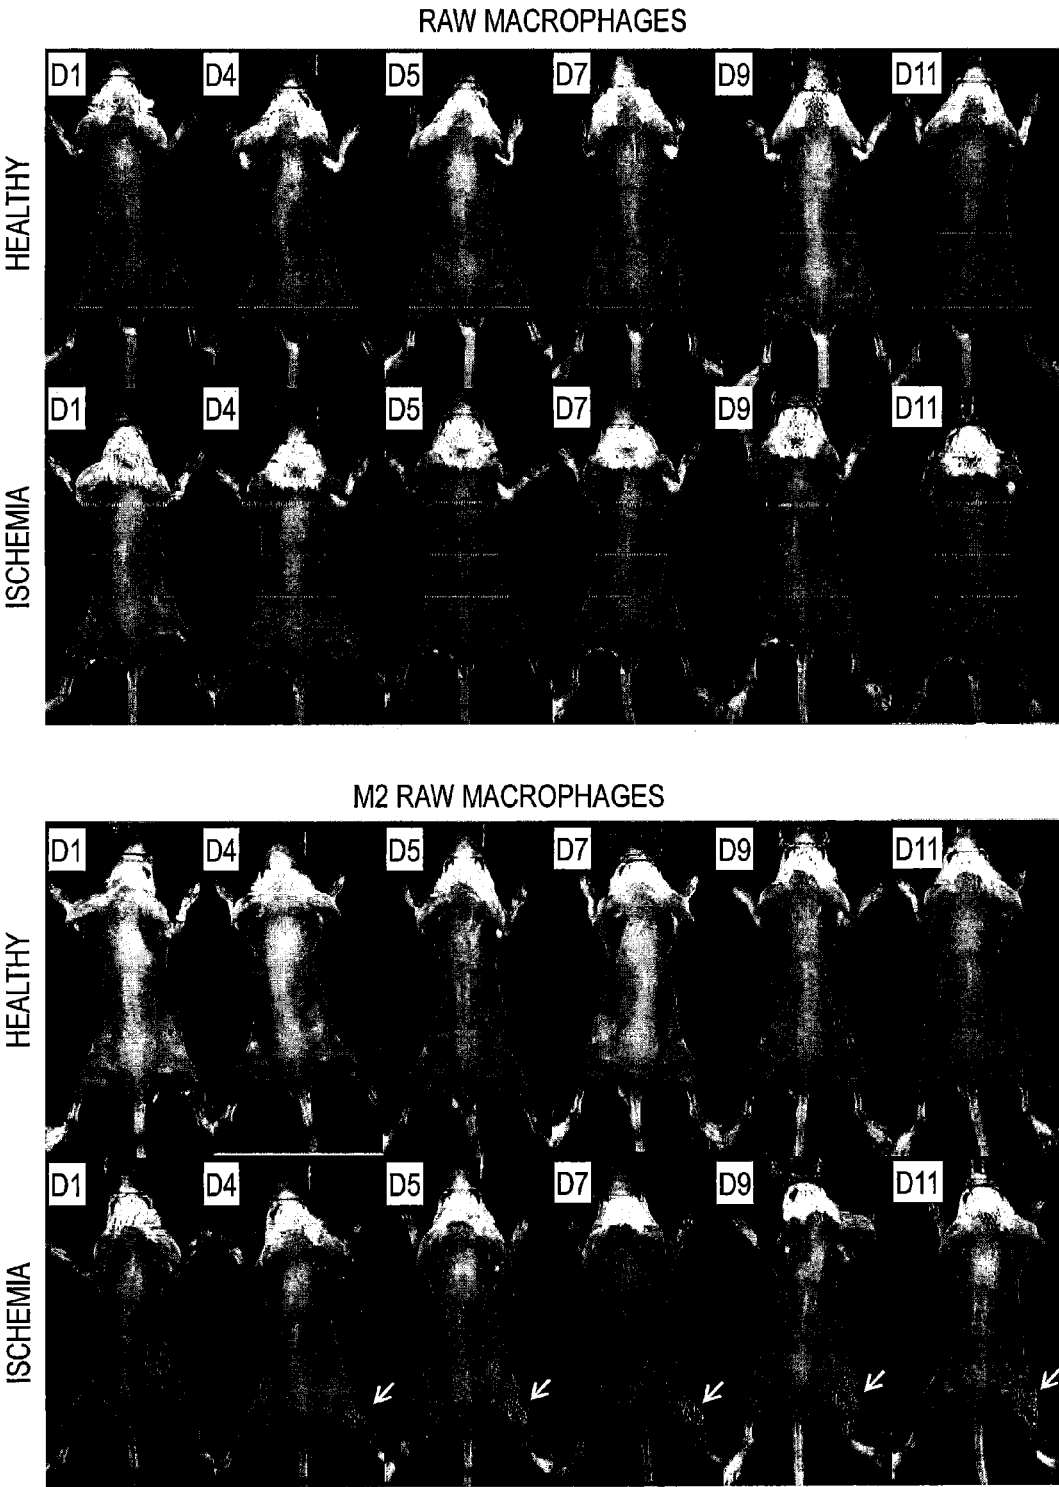 RAW MACROPHAGES
HEALTHY
D1 D4 D5 D7 D9 D11
ISCHEMIA
D1 D4 D5 D7 D9 D11
M2 RAW MACROPHAGES
HEALTHY
D1 D4 D5 D7 D9 D11
ISCHEMIA
D1 D4 D5 D7 D9 D11